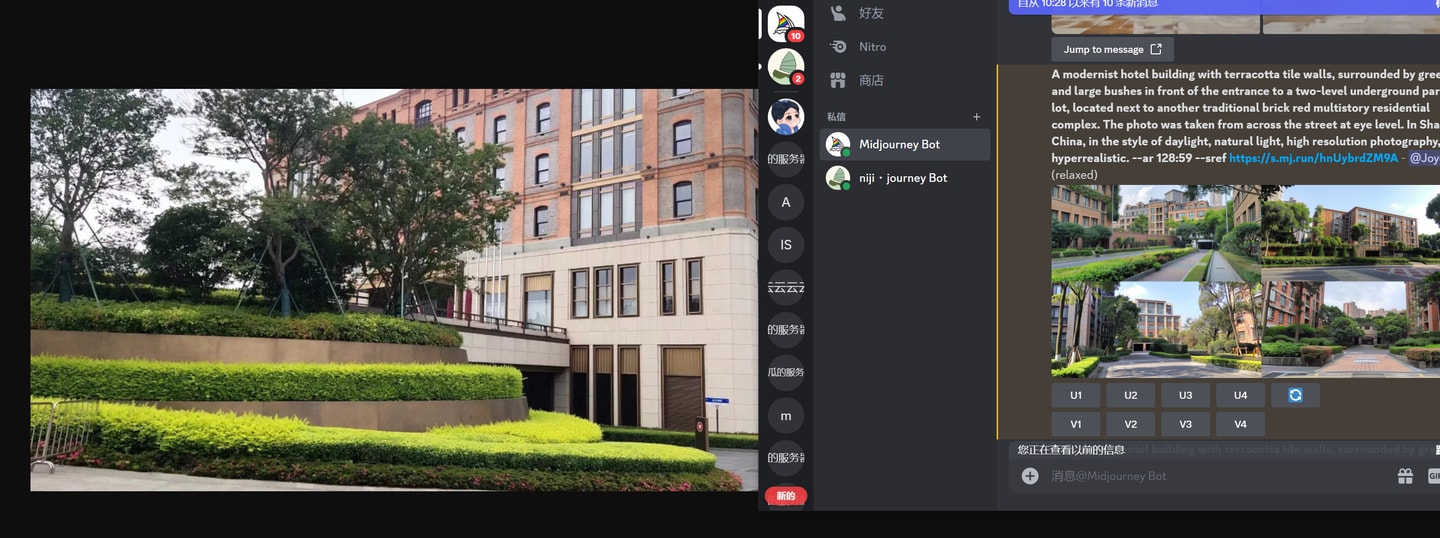 自从 10:28 以来有 10 条新消息
10
2
好友
Nitro
商店
私信
Midjourney Bot
niji・journey Bot
的服务器
A
IS
云云云
的服务器
瓜的服务
m
的服务器
新的
Jump to message
A modernist hotel building with terracotta tile walls, surrounded by gree
and large bushes in front of the entrance to a two-level underground par
lot, located next to another traditional brick red multistory residential
complex. The photo was taken from across the street at eye level. In Sha
China, in the style of daylight, natural light, high resolution photography,
hyperrealistic. --ar 128:59 --sref https://s.mj.run/hnUybrdZM9A - @Joy
(relaxed)
U1 U2 U3 U4
V1 V2 V3 V4
您正在查看以前的信息
消息@Midjourney Bot
GIF